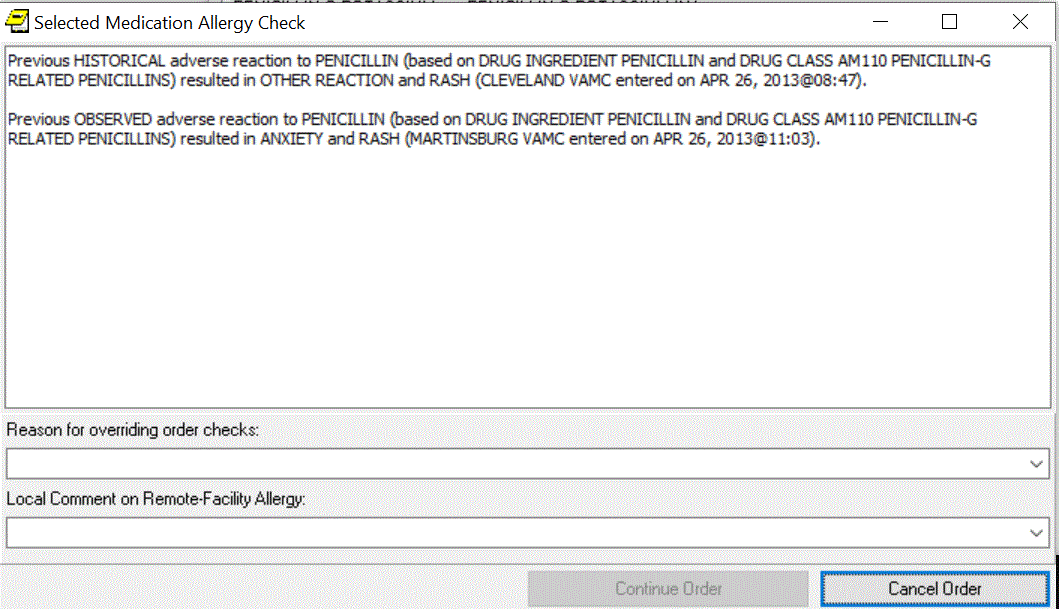 Selected Medication Allergy Check
Previous HISTORICAL adverse reaction to PENICILLIN (based on DRUG INGREDIENT PENICILLIN and DRUG CLASS AM110 PENICILLIN-G
RELATED PENICILLINS) resulted in OTHER REACTION and RASH (CLEVELAND VAMC entered on APR 26, 2013@08:47).
Previous OBSERVED adverse reaction to PENICILLIN (based on DRUG INGREDIENT PENICILLIN and DRUG CLASS AM110 PENICILLIN-G
RELATED PENICILLINS) resulted in ANXIETY and RASH (MARTINSBURG VAMC entered on APR 26, 2013@11:03).
Reason for overriding order checks:
Local Comment on Remote-Facility Allergy:
Continue Order
Cancel Order